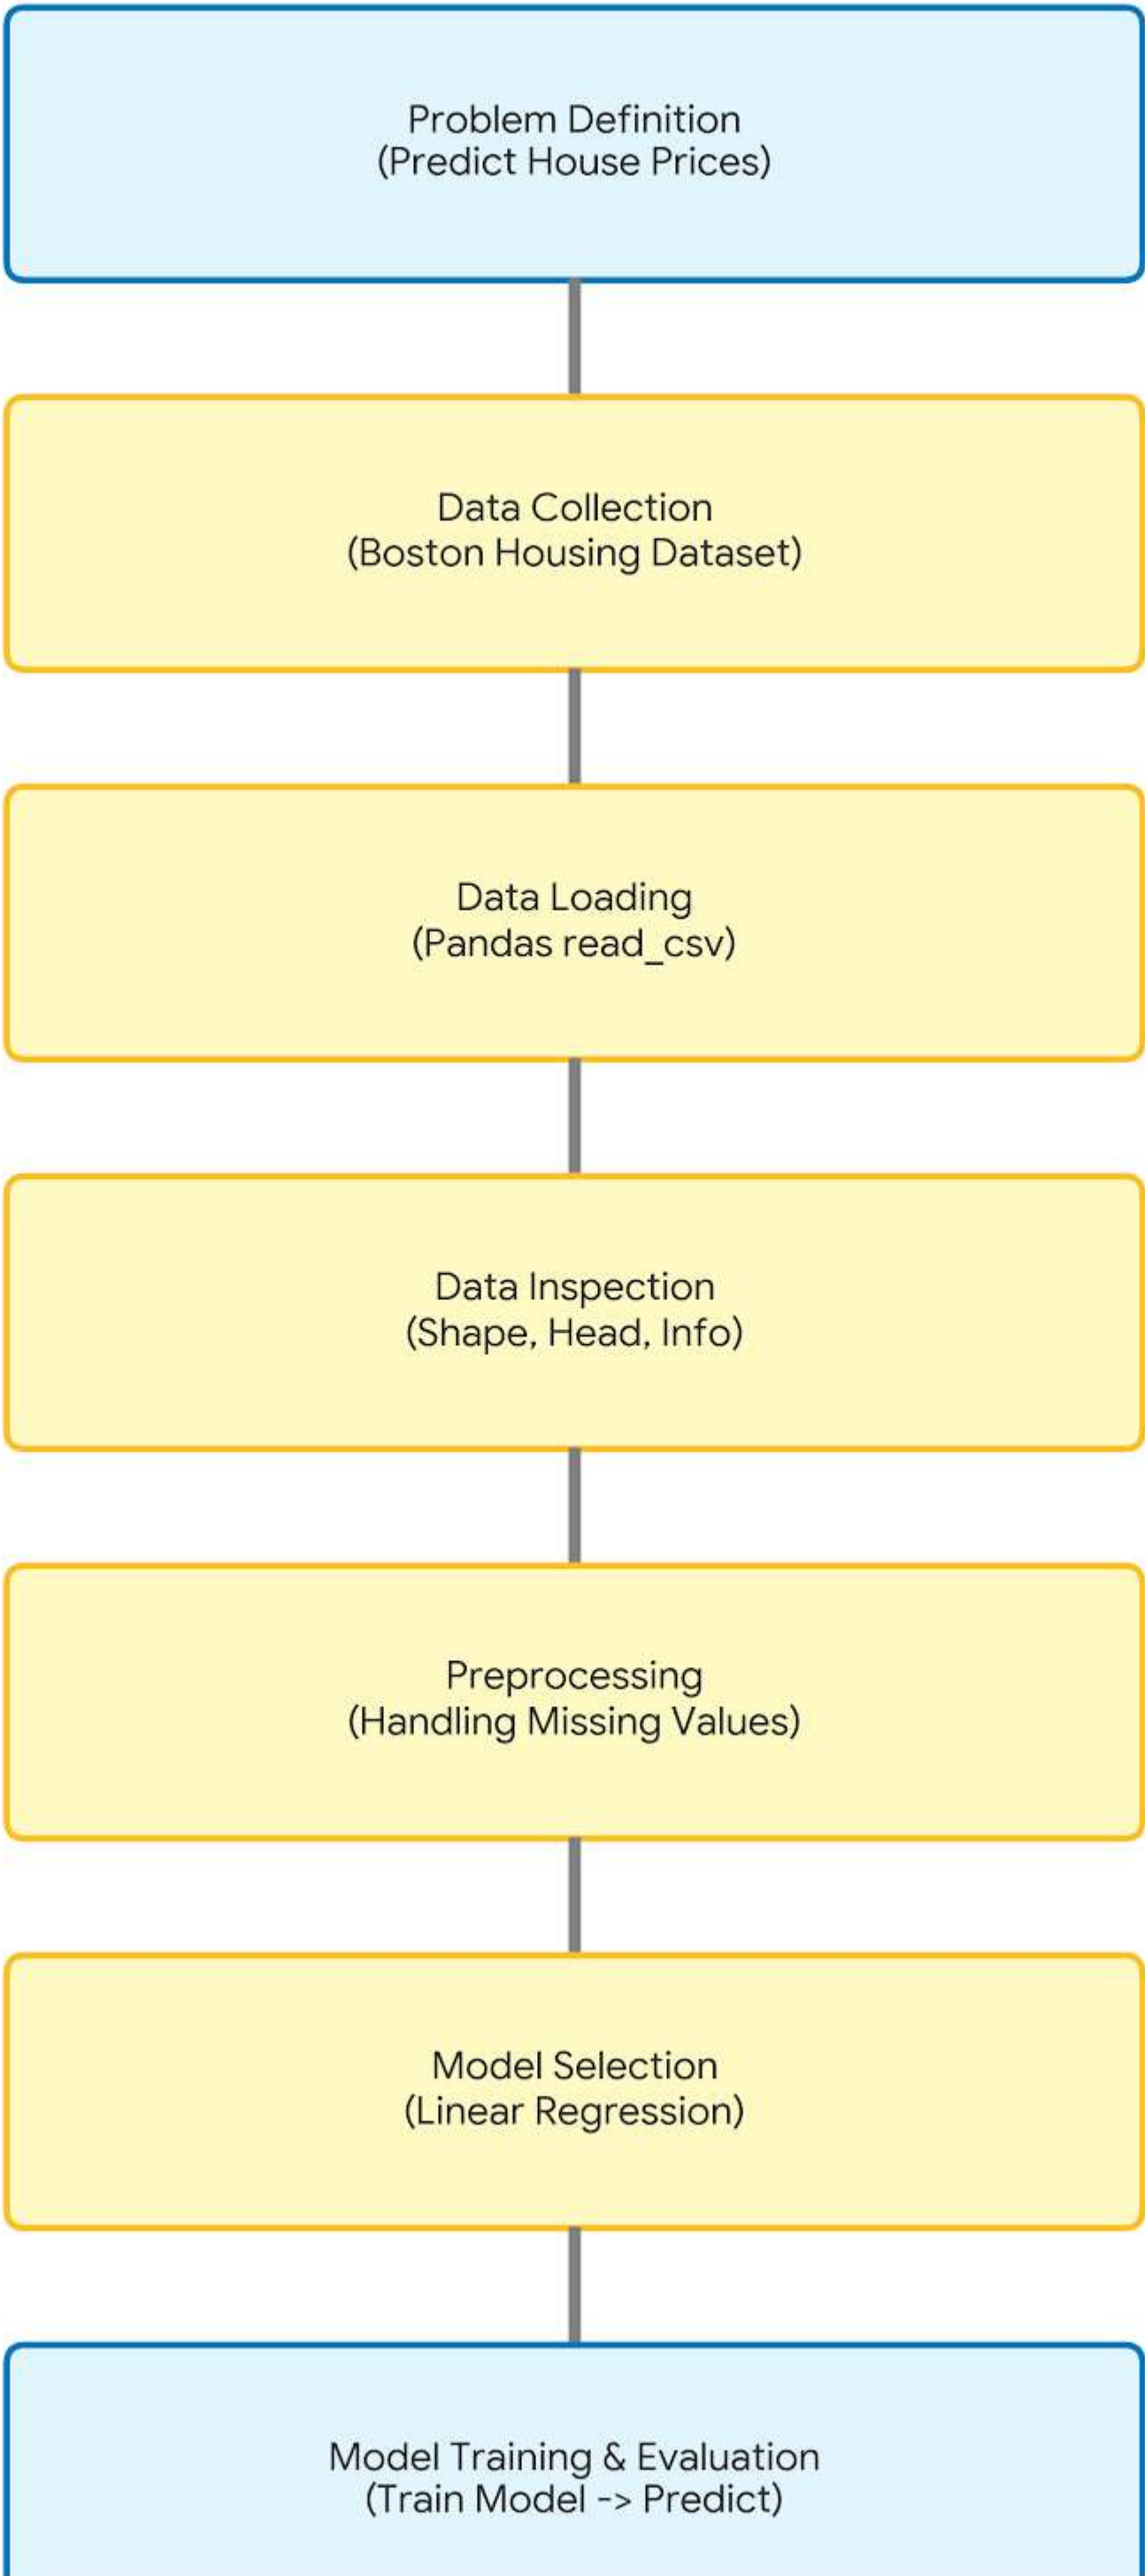 Problem Definition
(Predict House Prices)
Data Collection
(Boston Housing Dataset)
Data Loading
(Pandas read_csv)
Data Inspection
(Shape, Head, Info)
Preprocessing
(Handling Missing Values)
Model Selection
(Linear Regression)
Model Training & Evaluation
(Train Model -> Predict)